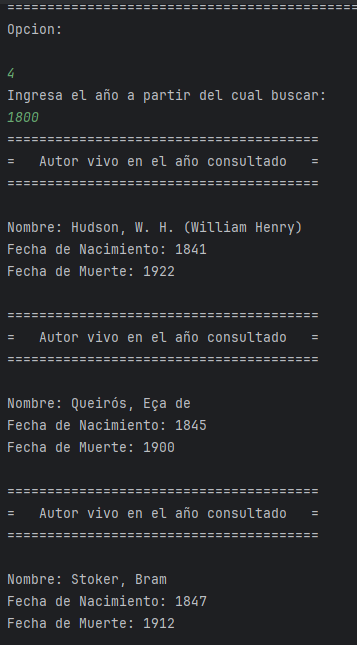 ============================================
Opcion:
4
Ingresa el año a partir del cual buscar:
1800
=======================================
=   Autor vivo en el año consultado   =
=======================================
Nombre: Hudson, W. H. (William Henry)
Fecha de Nacimiento: 1841
Fecha de Muerte: 1922
=======================================
=   Autor vivo en el año consultado   =
=======================================
Nombre: Queirós, Eça de
Fecha de Nacimiento: 1845
Fecha de Muerte: 1900
=======================================
=   Autor vivo en el año consultado   =
=======================================
Nombre: Stoker, Bram
Fecha de Nacimiento: 1847
Fecha de Muerte: 1912